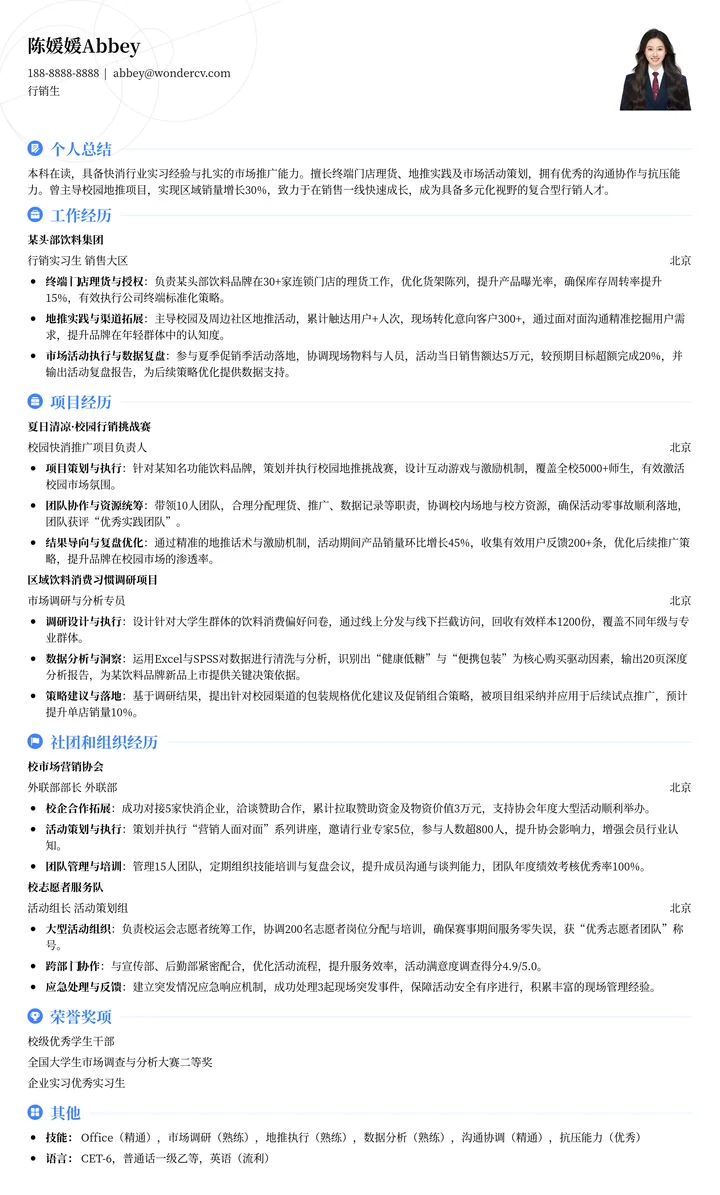 陈媛媛Abbey
188-8888-8888 | abbey@wondercv.com
行销生
个人总结
本科在读，具备快消行业实习经验与扎实的市场推广能力。擅长终端门店理货、地推实践及市场活动策划，拥有优秀的沟通协作与抗压能
力。曾主导校园地推项目，实现区域销量增长30%，致力于在销售一线快速成长，成为具备多元化视野的复合型行销人才。
工作经历
某头部饮料集团
行销实习生 销售大区 北京
• 终端门店理货与授权：负责某头部饮料品牌在30+家连锁门店的理货工作，优化货架陈列，提升产品曝光率，确保库存周转率提升
15%，有效执行公司终端标准化策略。
• 地推实践与渠道拓展：主导校园及周边社区地推活动，累计触达用户+人次，现场转化意向客户300+，通过面对面沟通精准挖掘用户需
求，提升品牌在年轻群体中的认知度。
• 市场活动执行与数据复盘：参与夏季促销季活动落地，协调现场物料与人员，活动当日销售额达5万元，较预期目标超额完成20%，并
输出活动复盘报告，为后续策略优化提供数据支持。
项目经历
夏日清凉·校园行销挑战赛
校园快消推广项目负责人 北京
• 项目策划与执行：针对某知名功能饮料品牌，策划并执行校园地推挑战赛，设计互动游戏与激励机制，覆盖全校5000+师生，有效激活
校园市场氛围。
• 团队协作与资源统筹：带领10人团队，合理分配理货、推广、数据记录等职责，协调校内场地与校方资源，确保活动零事故顺利落地，
团队获评“优秀实践团队”。
• 结果导向与复盘优化：通过精准的地推话术与激励机制，活动期间产品销量环比增长45%，收集有效用户反馈200+条，优化后续推广策
略，提升品牌在校园市场的渗透率。
区域饮料消费习惯调研项目
市场调研与分析专员 北京
• 调研设计与执行：设计针对大学生群体的饮料消费偏好问卷，通过线上分发与线下拦截访问，回收有效样本1200份，覆盖不同年级与专
业群体。
• 数据分析与洞察：运用Excel与SPSS对数据进行清洗与分析，识别出“健康低糖”与“便携包装”为核心购买驱动因素，输出20页深度
分析报告，为某饮料品牌新品上市提供关键决策依据。
• 策略建议与落地：基于调研结果，提出针对校园渠道的包装规格优化建议及促销组合策略，被项目组采纳并应用于后续试点推广，预计
提升单店销量10%。
社团和组织经历
校市场营销协会
外联部部长 外联部 北京
• 校企合作拓展：成功对接5家快消企业，洽谈赞助合作，累计拉取赞助资金及物资价值3万元，支持协会年度大型活动顺利举办。
• 活动策划与执行：策划并执行“营销人面对面”系列讲座，邀请行业专家5位，参与人数超800人，提升协会影响力，增强会员行业认
知。
• 团队管理与培训：管理15人团队，定期组织技能培训与复盘会议，提升成员沟通与谈判能力，团队年度绩效考核优秀率100%。
校志愿者服务队
活动组长 活动策划组 北京
• 大型活动组织：负责校运会志愿者统筹工作，协调200名志愿者岗位分配与培训，确保赛事期间服务零失误，获“优秀志愿者团队”称
号。
• 跨部门协作：与宣传部、后勤部紧密配合，优化活动流程，提升服务效率，活动满意度调查得分4.9/5.0。
• 应急处理与反馈：建立突发情况应急响应机制，成功处理3起现场突发事件，保障活动安全有序进行，积累丰富的现场管理经验。
荣誉奖项
校级优秀学生干部
全国大学生市场调查与分析大赛二等奖
企业实习优秀实习生
其他
• 技能： Office（精通），市场调研（熟练），地推执行（熟练），数据分析（熟练），沟通协调（精通），抗压能力（优秀）
• 语言： CET-6，普通话一级乙等，英语（流利）